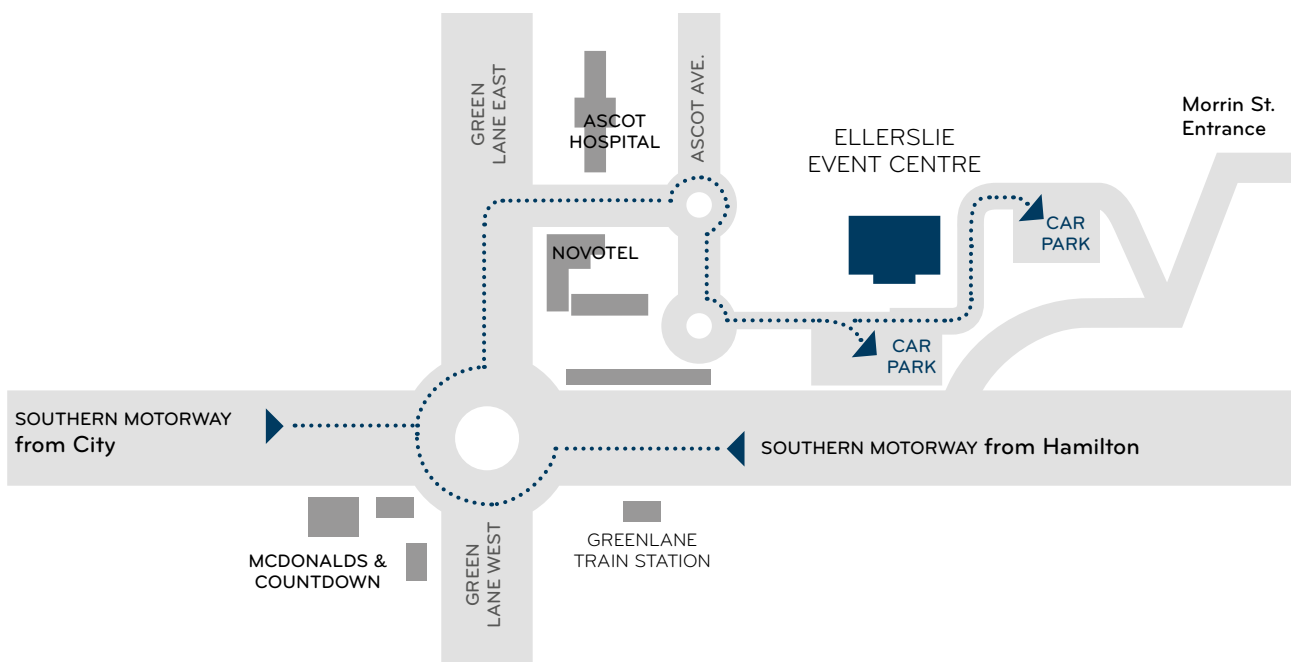 GREEN
LANE EAST
ASCOT
HOSPITAL
ASCOT AVE.
ELLERSLIE
EVENT CENTRE
Morrin St.
Entrance
CAR
PARK
NOVOTEL
CAR
PARK
SOUTHERN MOTORWAY
from City
SOUTHERN MOTORWAY from Hamilton
MCDONALDS &
COUNTDOWN
GREEN
LANE WEST
GREENLANE
TRAIN STATION